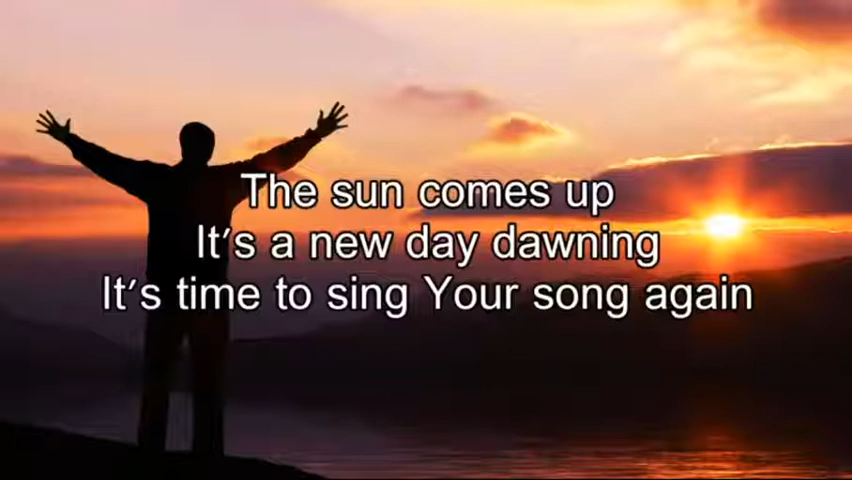 The sun comes up
It's a new day dawning
It's time to sing Your song again